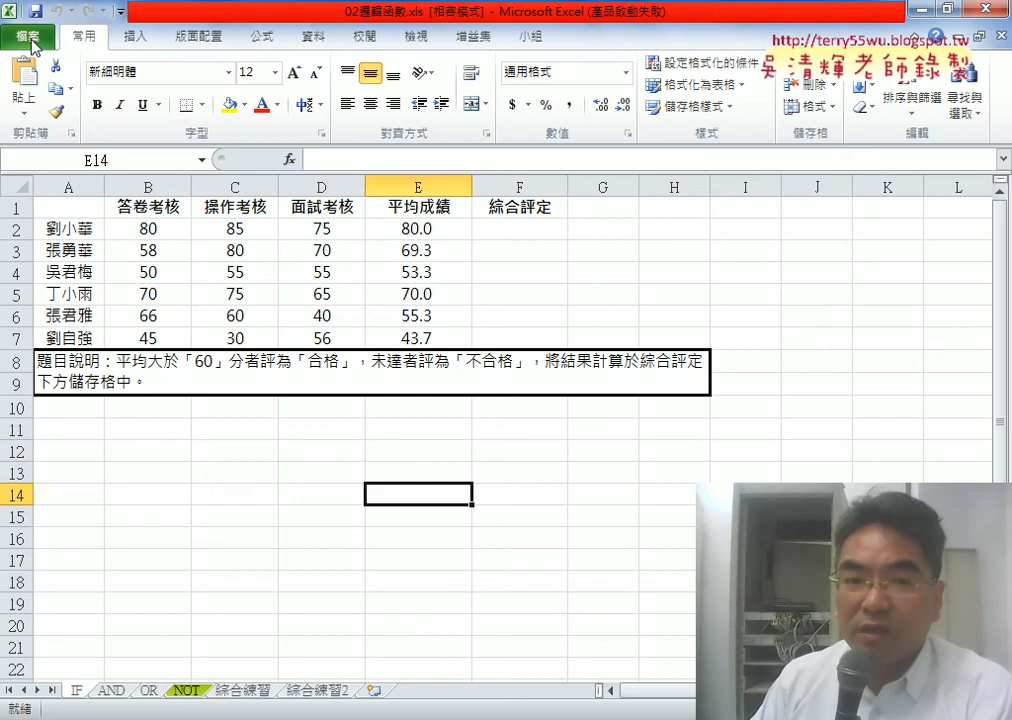 02邏輯函數.xls [相容模式] - Microsoft Excel (產品啟動失敗)
檔案 常用 插入 版面配置 公式 資料 校閱 檢視 增益集 小組
http://terry55wu.blogspot.tw
吳清輝老師錄製
貼上 新細明體 12 通用格式 設定格式化的條件
格式化為表格 刪除 排序與篩選 尋找與選取
B I U 中 $ % , 儲存格樣式 格式
剪貼簿 字型 對齊方式 數值 樣式 儲存格 編輯
E14 fx
A B C D E F G H I J K L
1 答卷考核 操作考核 面試考核 平均成績 綜合評定
2 劉小華 80 85 75 80.0
3 張勇華 58 80 70 69.3
4 吳君梅 50 55 55 53.3
5 丁小雨 70 75 65 70.0
6 張君雅 66 60 40 55.3
7 劉自強 45 30 56 43.7
8 題目說明：平均大於「60」分者評為「合格」，未達者評為「不合格」，將結果計算於綜合評定
9 下方儲存格中。
10
11
12
13
14
15
16
17
18
19
20
21
22
IF AND OR NOT 綜合練習 綜合練習2
就緒